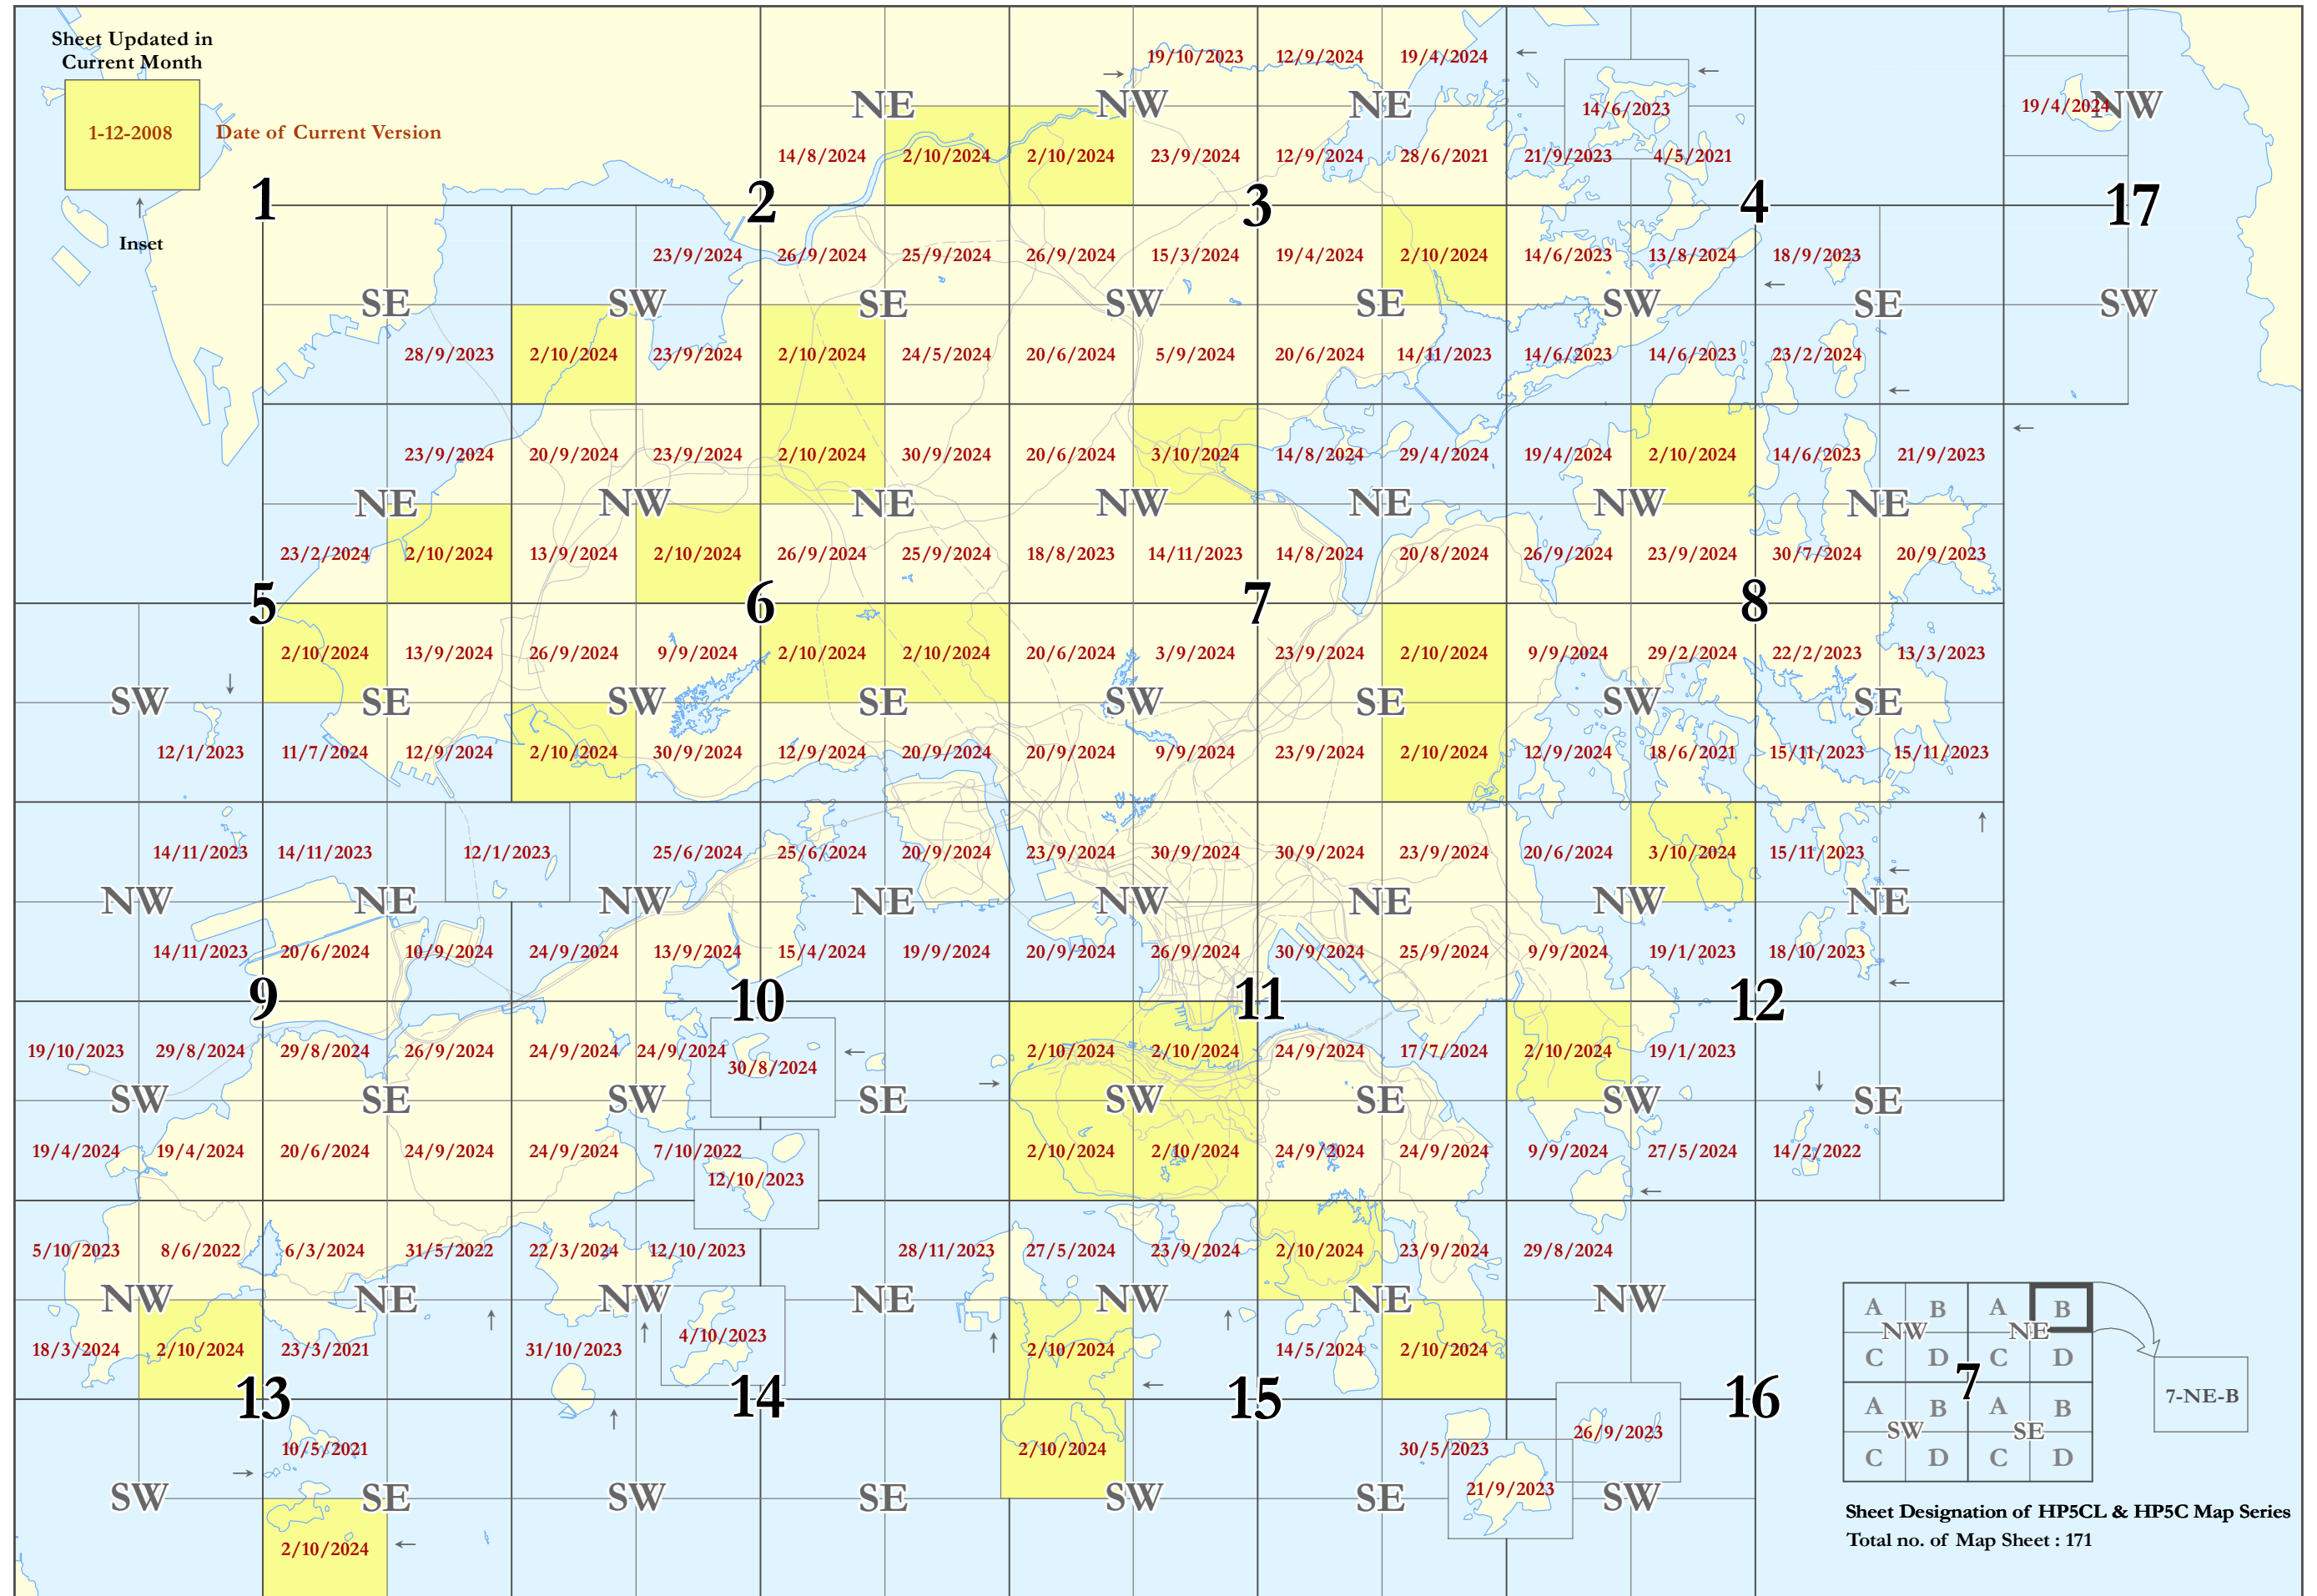 Sheet Updated in
Current Month
1-12-2008
Date of Current Version
Inset
19/10/2023 12/9/2024 19/4/2024
14/6/2023
19/4/2024
NE NW NE NW
14/8/2024 2/10/2024 2/10/2024 23/9/2024 12/9/2024 28/6/2021 21/9/2023 4/5/2021
1 2 3 4 17
23/9/2024 26/9/2024 25/9/2024 26/9/2024 15/3/2024 19/4/2024 2/10/2024 14/6/2023 13/8/2024 18/9/2023
SE SW SE SW SE SW SE SW
28/9/2023 2/10/2024 23/9/2024 2/10/2024 24/5/2024 20/6/2024 5/9/2024 20/6/2024 14/11/2023 14/6/2023 14/6/2023 23/2/2024
23/9/2024 20/9/2024 23/9/2024 2/10/2024 30/9/2024 20/6/2024 3/10/2024 14/8/2024 29/4/2024 19/4/2024 2/10/2024 14/6/2023 21/9/2023
NE NW NE NW NE NW NE
23/2/2024 2/10/2024 13/9/2024 2/10/2024 26/9/2024 25/9/2024 18/8/2023 14/11/2023 14/8/2024 20/8/2024 26/9/2024 23/9/2024 30/7/2024 20/9/2023
5 6 7 8
2/10/2024 13/9/2024 26/9/2024 9/9/2024 2/10/2024 2/10/2024 20/6/2024 3/9/2024 23/9/2024 2/10/2024 9/9/2024 29/2/2024 22/2/2023 13/3/2023
SW SE SW SE SW SE SW SE
12/1/2023 11/7/2024 12/9/2024 2/10/2024 30/9/2024 12/9/2024 20/9/2024 20/9/2024 9/9/2024 23/9/2024 2/10/2024 12/9/2024 18/6/2021 15/11/2023 15/11/2023
14/11/2023 14/11/2023 12/1/2023 25/6/2024 25/6/2024 20/9/2024 23/9/2024 30/9/2024 30/9/2024 23/9/2024 20/6/2024 3/10/2024 15/11/2023
NW NE NW NE NW NE NW NE
14/11/2023 20/6/2024 10/9/2024 24/9/2024 13/9/2024 15/4/2024 19/9/2024 20/9/2024 26/9/2024 30/9/2024 25/9/2024 9/9/2024 19/1/2023 18/10/2023
9 10 11 12
19/10/2023 29/8/2024 29/8/2024 26/9/2024 24/9/2024 24/9/2024 2/10/2024 2/10/2024 24/9/2024 17/7/2024 2/10/2024 19/1/2023
30/8/2024
SW SE SW SE SW SE SW SE
19/4/2024 19/4/2024 20/6/2024 24/9/2024 24/9/2024 7/10/2022 2/10/2024 2/10/2024 24/9/2024 24/9/2024 9/9/2024 27/5/2024 14/2/2022
12/10/2023
5/10/2023 8/6/2022 6/3/2024 31/5/2022 22/3/2024 12/10/2023 28/11/2023 27/5/2024 23/9/2024 2/10/2024 23/9/2024 29/8/2024
NW NE NW NE NW NE NW
4/10/2023
18/3/2024 2/10/2024 23/3/2021 31/10/2023 2/10/2024 14/5/2024 2/10/2024
13 14 15 16
26/9/2023
10/5/2021 2/10/2024 30/5/2023
21/9/2023
SW SE SW SE SW SE SW
2/10/2024
A B A B
NW NE
C D C D
7
A B A B
SW SE
C D C D
7-NE-B
Sheet Designation of HP5CL & HP5C Map Series
Total no. of Map Sheet : 171